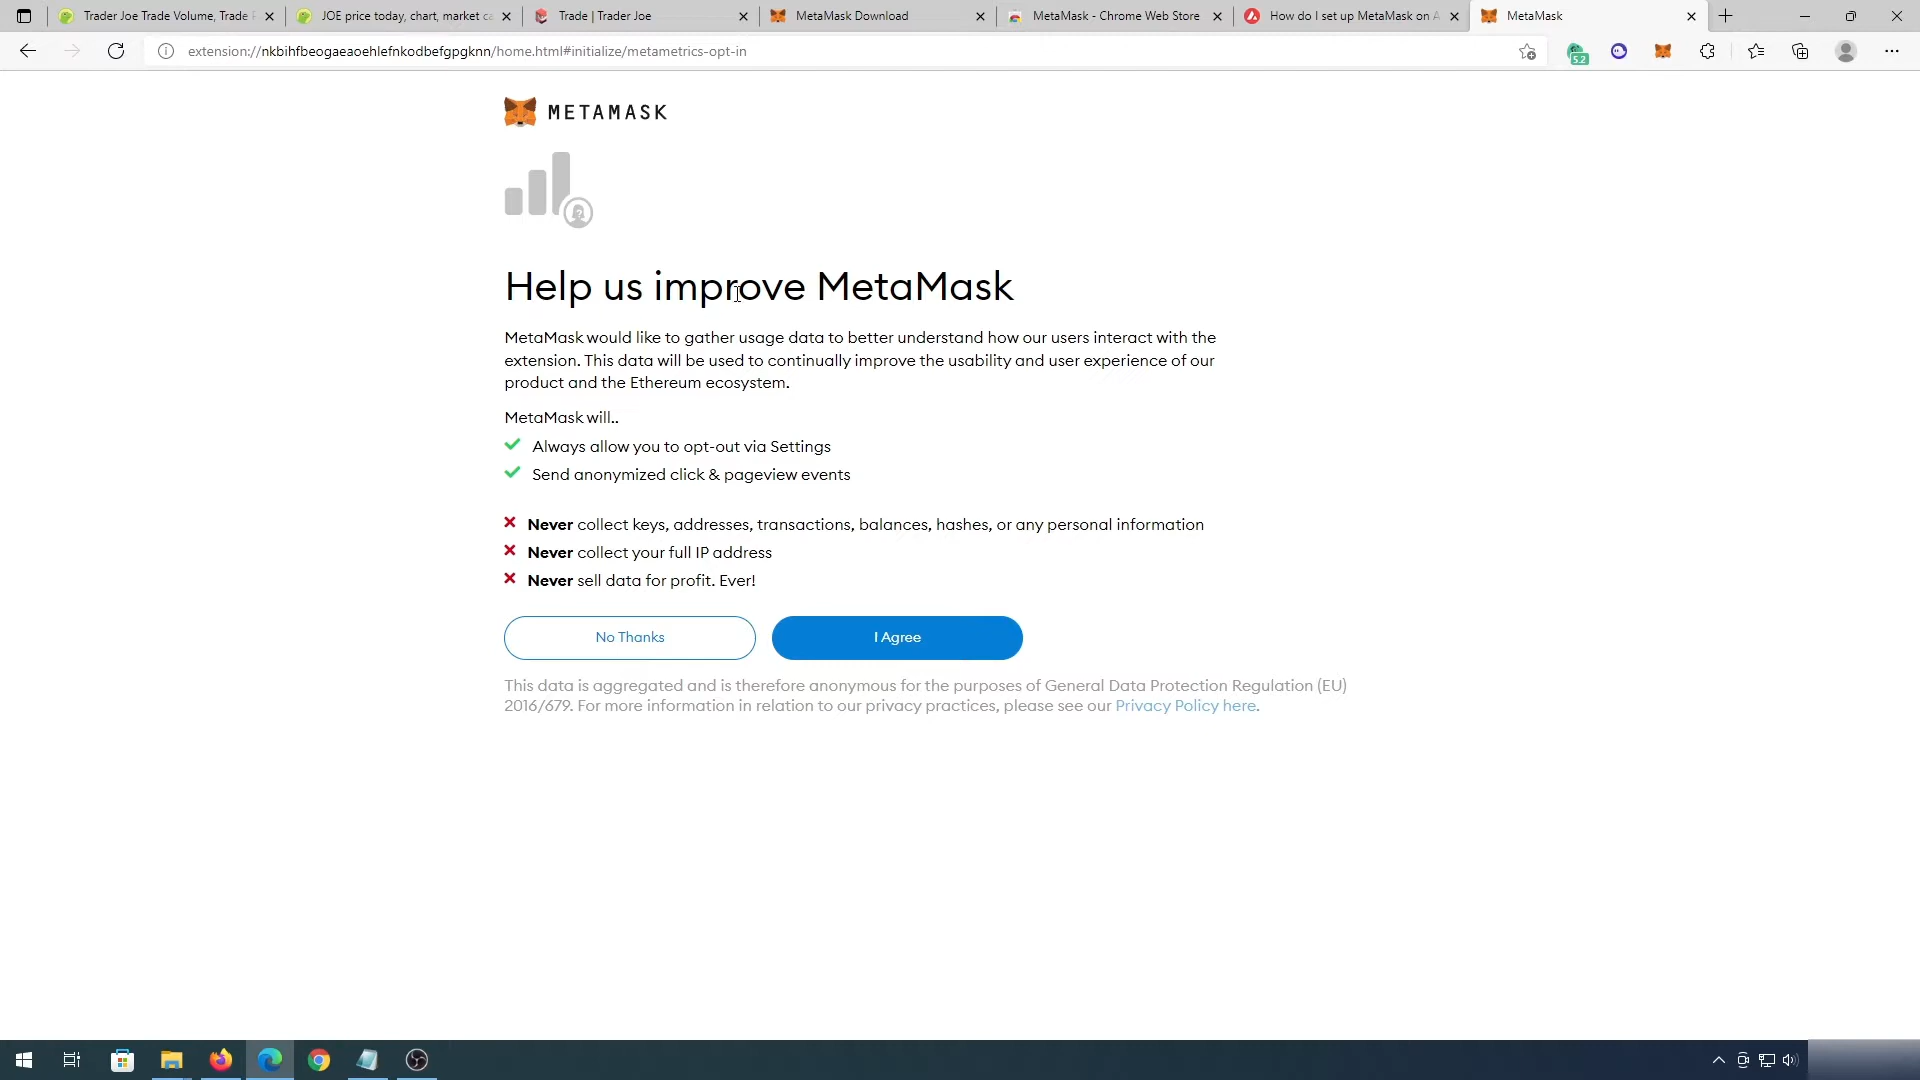 Trader Joe Trade Volume, Trade P
JOE price today, chart, market ca
Trade | Trader Joe
MetaMask Download
MetaMask - Chrome Web Store
How do I set up MetaMask on A
MetaMask
extension://nkbihfbeogaeaoehlefnkodbefgpgknn/home.html#initialize/metametrics-opt-in
5.2
METAMASK
Help us improve MetaMask
MetaMask would like to gather usage data to better understand how our users interact with the
extension. This data will be used to continually improve the usability and user experience of our
product and the Ethereum ecosystem.
MetaMask will..
Always allow you to opt-out via Settings
Send anonymized click & pageview events
Never collect keys, addresses, transactions, balances, hashes, or any personal information
Never collect your full IP address
Never sell data for profit. Ever!
No Thanks
I Agree
This data is aggregated and is therefore anonymous for the purposes of General Data Protection Regulation (EU)
2016/679. For more information in relation to our privacy practices, please see our Privacy Policy here.